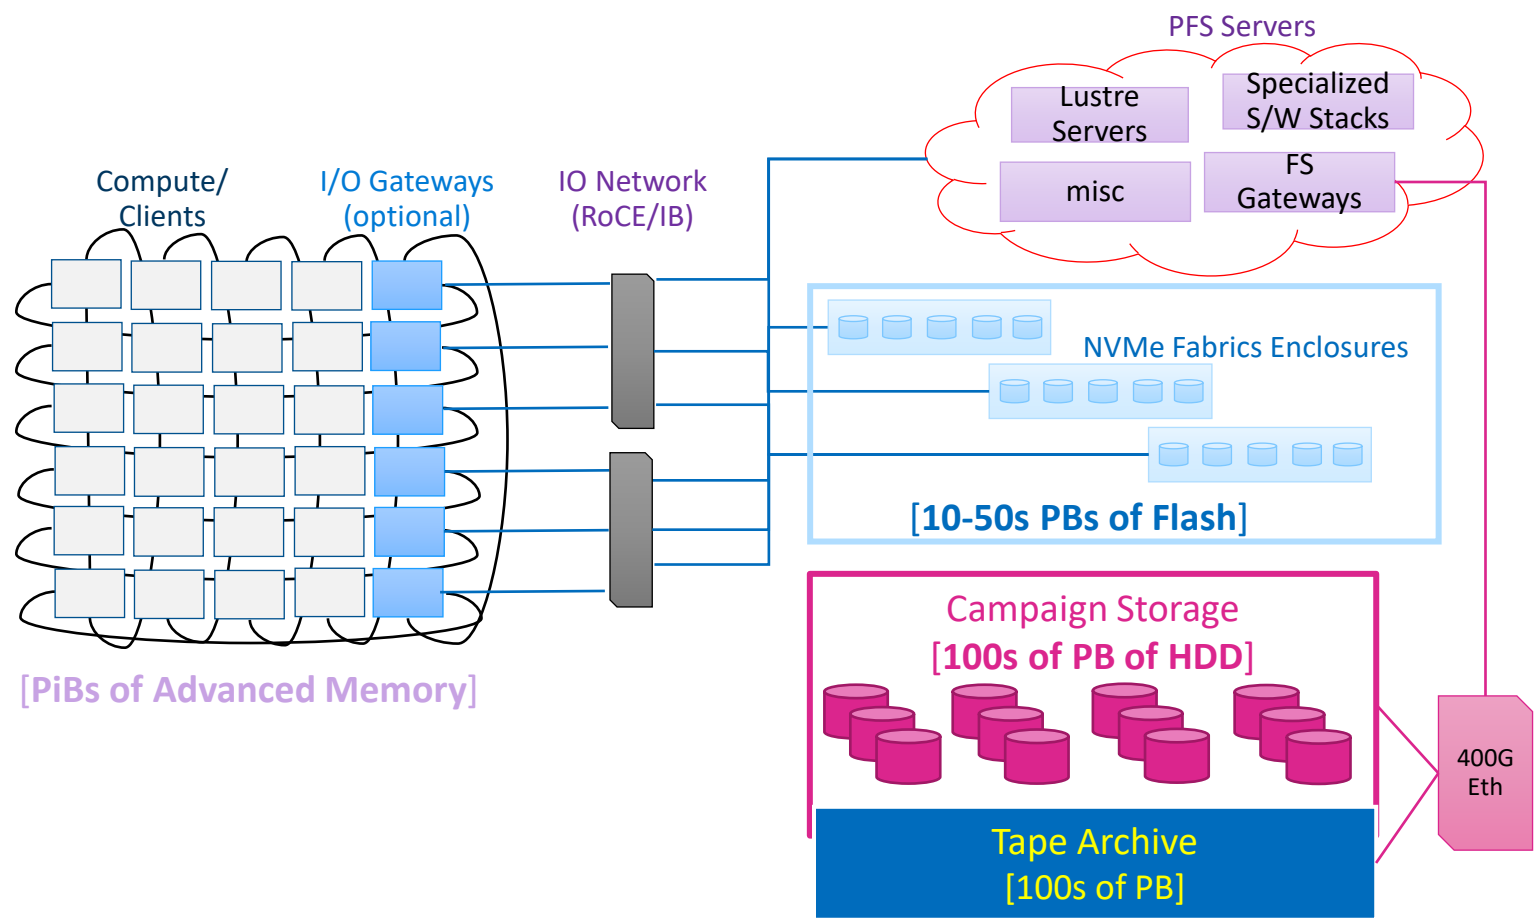 PFS Servers
Lustre
Servers
Specialized
S/W Stacks
misc
FS
Gateways
Compute/
Clients
I/O Gateways
(optional)
IO Network
(RoCE/IB)
NVMe Fabrics Enclosures
[10-50s PBs of Flash]
[PiBs of Advanced Memory]
Campaign Storage
[100s of PB of HDD]
400G
Eth
Tape Archive
[100s of PB]